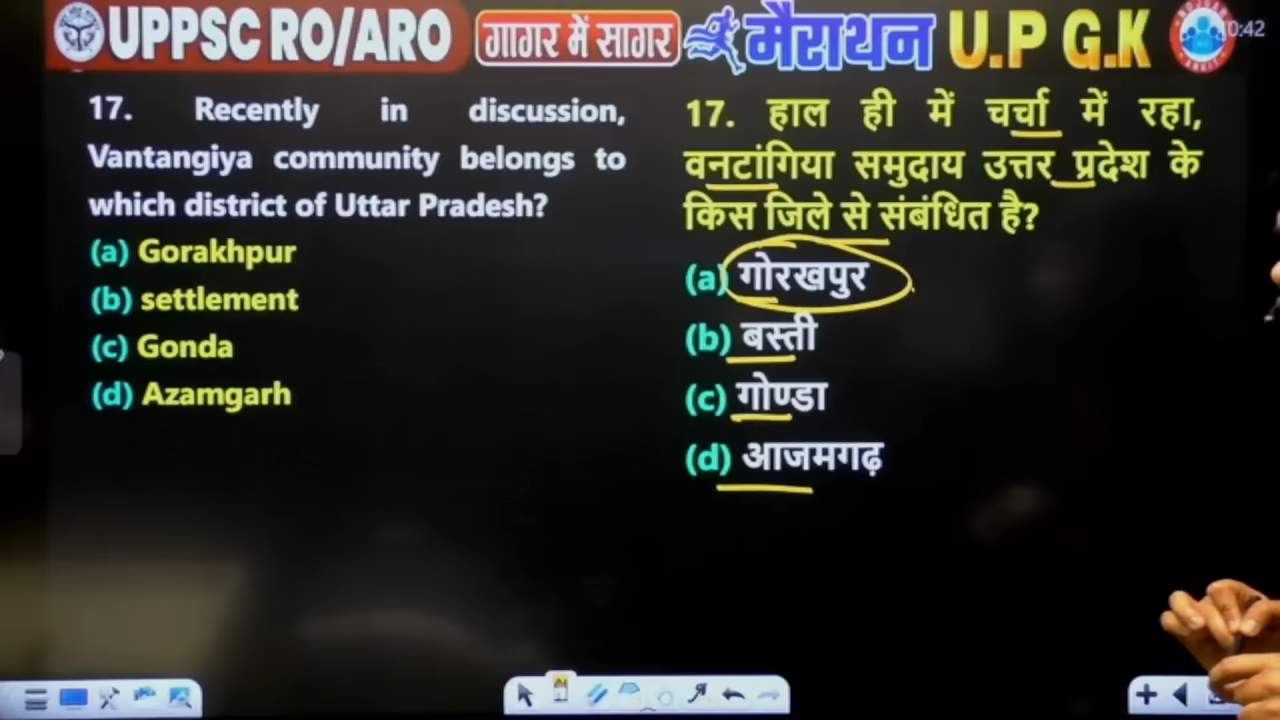 UPPSC RO/ARO गागर में सागर मैराथन U.P G.K
0:42
17. Recently in discussion,
Vantangiya community belongs to
which district of Uttar Pradesh?
(a) Gorakhpur
(b) settlement
(c) Gonda
(d) Azamgarh
17. हाल ही में चर्चा में रहा,
वनटांगिया समुदाय उत्तर प्रदेश के
किस जिले से संबंधित है?
(a) गोरखपुर
(b) बस्ती
(c) गोण्डा
(d) आजमगढ़